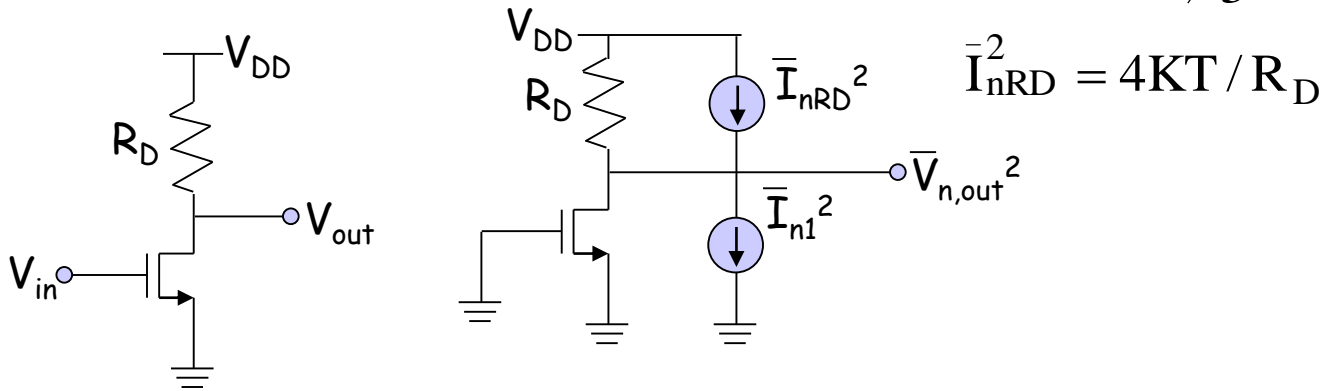 V_DD
R_D
V_out
V_in
V_DD
R_D
Ī_nRD²
Ī_n1²
V̄_n,out²
Ī²_nRD = 4KT / R_D